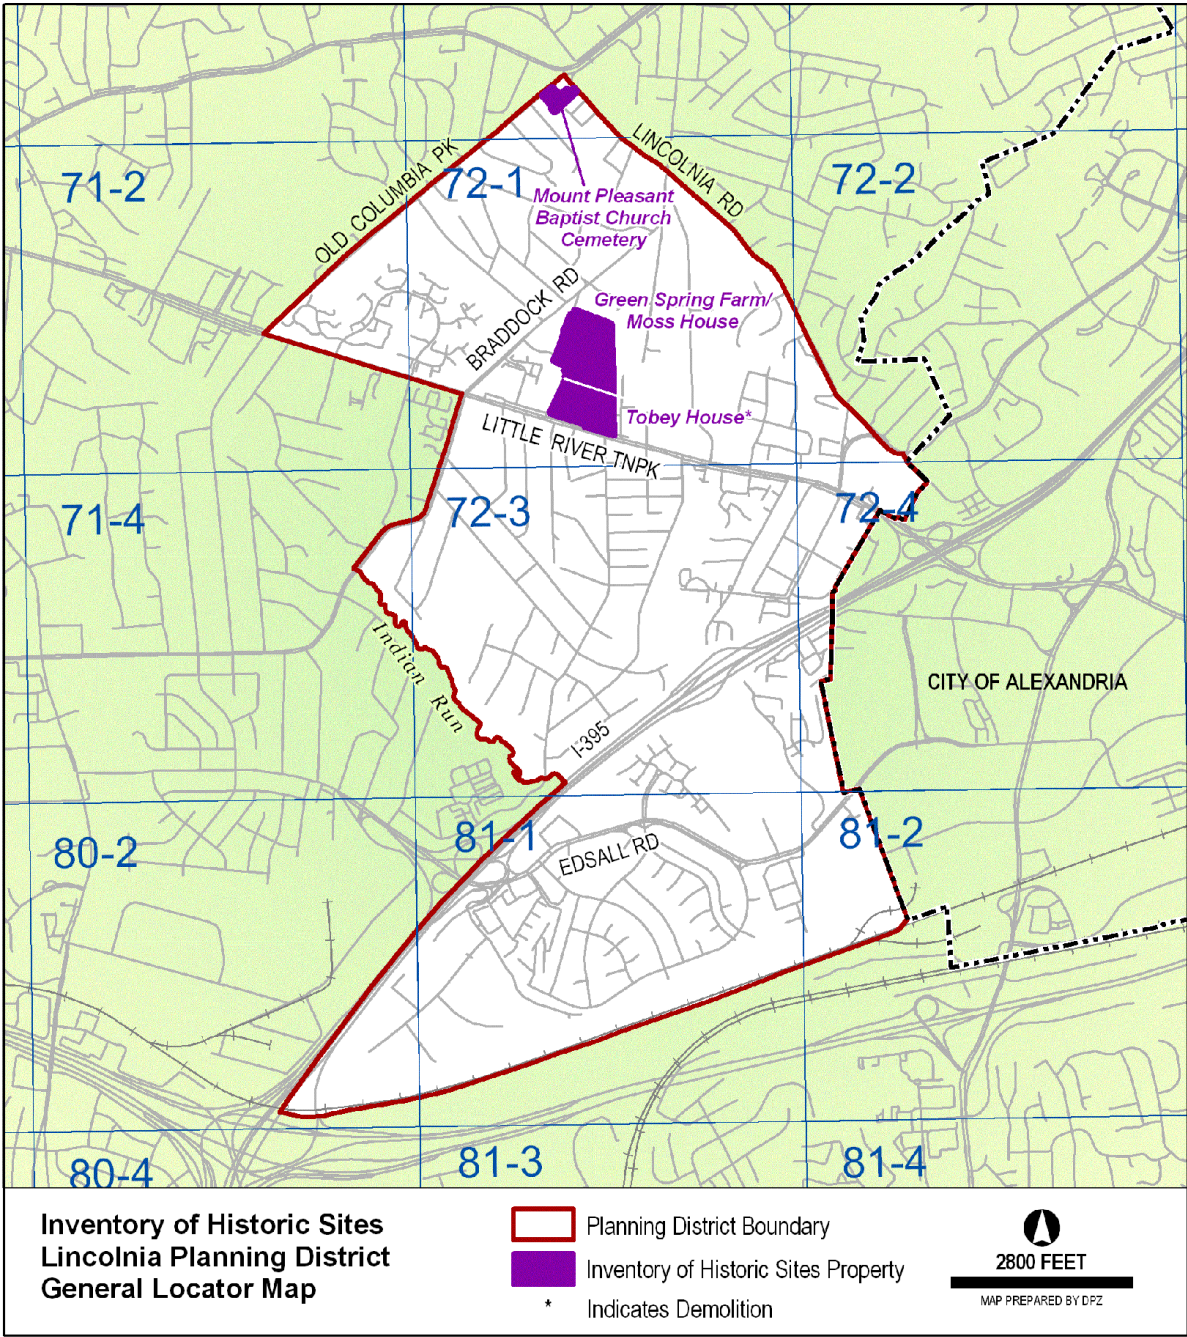 OLD COLUMBIA PK
LINCOLNIA RD
71-2
72-1
72-2
Mount Pleasant
Baptist Church
Cemetery
BRADDOCK RD
Green Spring Farm/
Moss House
Tobey House*
LITTLE RIVER TNPK
71-4
72-3
72-4
Indian Run
CITY OF ALEXANDRIA
I-395
80-2
81-1
81-2
EDSALL RD
80-4
81-3
81-4
Inventory of Historic Sites
Lincolnia Planning District
General Locator Map
Planning District Boundary
Inventory of Historic Sites Property
* Indicates Demolition
2800 FEET
MAP PREPARED BY DPZ